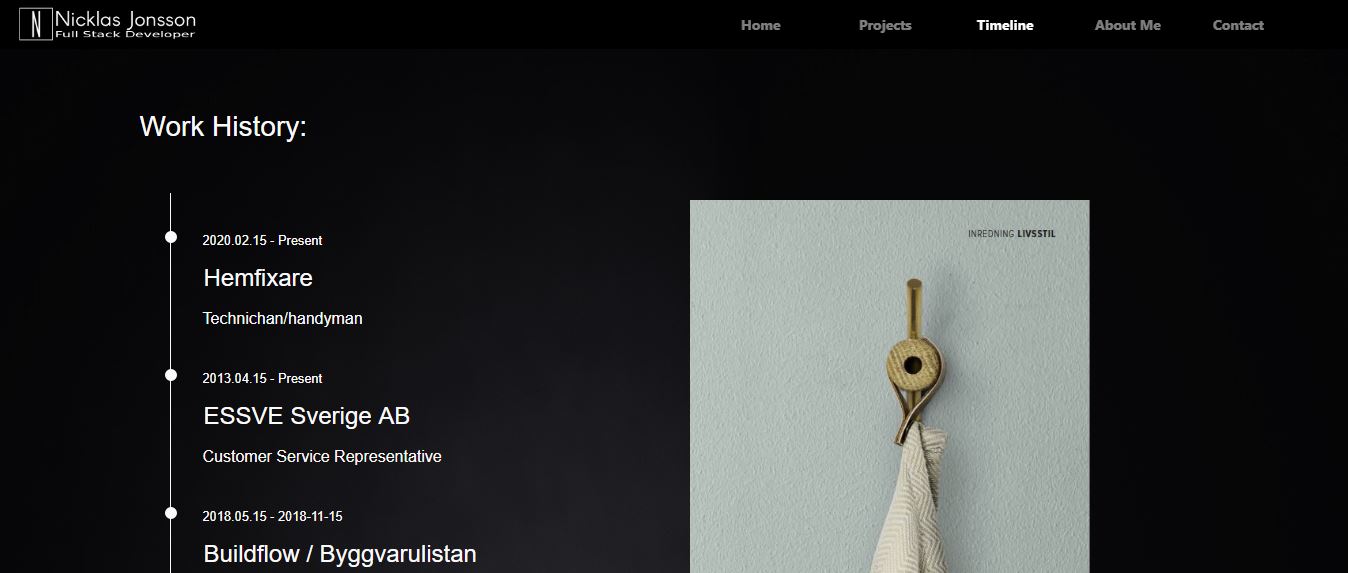 Nicklas Jonsson
Full Stack Developer
Home Projects Timeline About Me Contact
Work History:
2020.02.15 - Present
Hemfixare
Technichan/handyman
2013.04.15 - Present
ESSVE Sverige AB
Customer Service Representative
2018.05.15 - 2018-11-15
Buildflow / Byggvarulistan
INREDNING LIVSSTIL